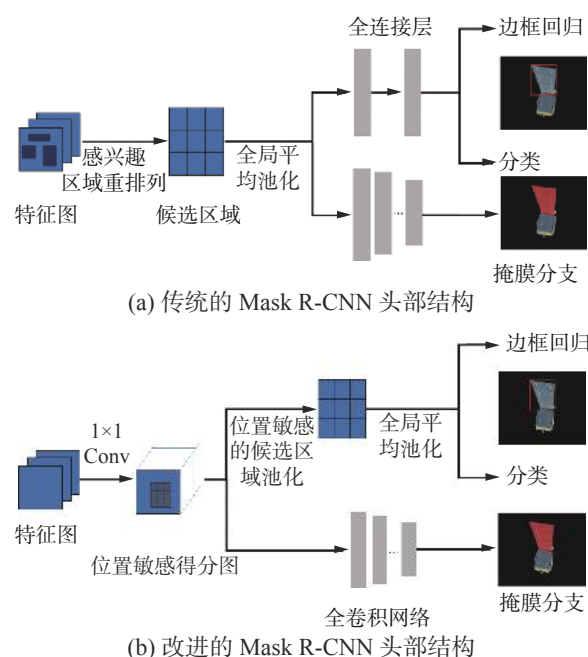 全连接层
边框回归
感兴趣
区域重排列
全局平
均池化
分类
特征图
候选区域
掩膜分支
(a) 传统的 Mask R-CNN 头部结构
边框回归
1×1
Conv
位置敏感
的候选区
域池化
全局平
均池化
分类
特征图
位置敏感得分图
...
全卷积网络
掩膜分支
(b) 改进的 Mask R-CNN 头部结构